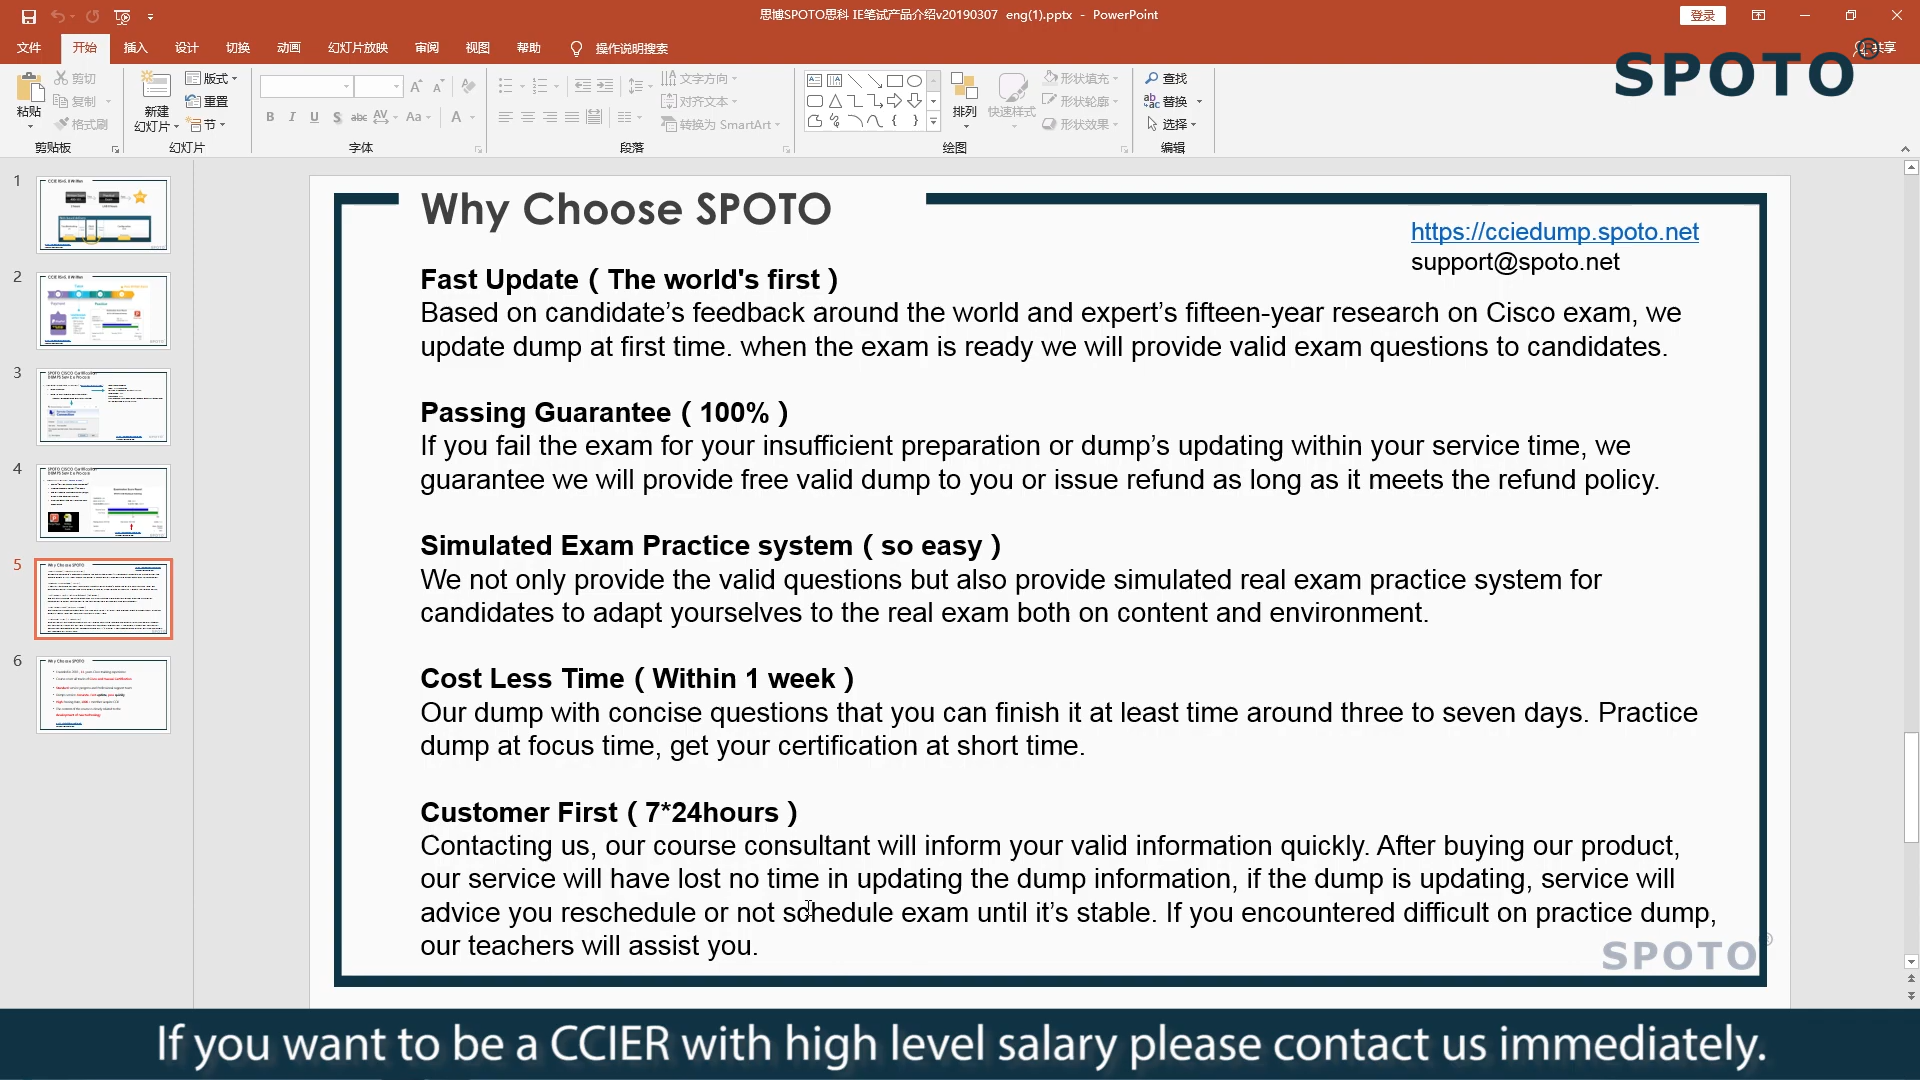 思博SPOTO思科 IE笔试产品介绍v20190307 eng(1).pptx - PowerPoint
登录
文件 开始 插入 设计 切换 动画 幻灯片放映 审阅 视图 帮助 操作说明搜索
共享
SPOTO
粘贴
剪切
复制
格式刷
剪贴板
新建
幻灯片
版式
重置
节
幻灯片
B I U S abc AV Aa A
字体
文字方向
对齐文本
转换为 SmartArt
段落
排列
快速样式
形状填充
形状轮廓
形状效果
绘图
查找
替换
选择
编辑
1
2
3
4
5
6
Why Choose SPOTO
https://cciedump.spoto.net
support@spoto.net
Fast Update ( The world's first )
Based on candidate’s feedback around the world and expert’s fifteen-year research on Cisco exam, we
update dump at first time. when the exam is ready we will provide valid exam questions to candidates.
Passing Guarantee ( 100% )
If you fail the exam for your insufficient preparation or dump’s updating within your service time, we
guarantee we will provide free valid dump to you or issue refund as long as it meets the refund policy.
Simulated Exam Practice system ( so easy )
We not only provide the valid questions but also provide simulated real exam practice system for
candidates to adapt yourselves to the real exam both on content and environment.
Cost Less Time ( Within 1 week )
Our dump with concise questions that you can finish it at least time around three to seven days. Practice
dump at focus time, get your certification at short time.
Customer First ( 7*24hours )
Contacting us, our course consultant will inform your valid information quickly. After buying our product,
our service will have lost no time in updating the dump information, if the dump is updating, service will
advice you reschedule or not schedule exam until it’s stable. If you encountered difficult on practice dump,
our teachers will assist you.
SPOTO
If you want to be a CCIER with high level salary please contact us immediately.